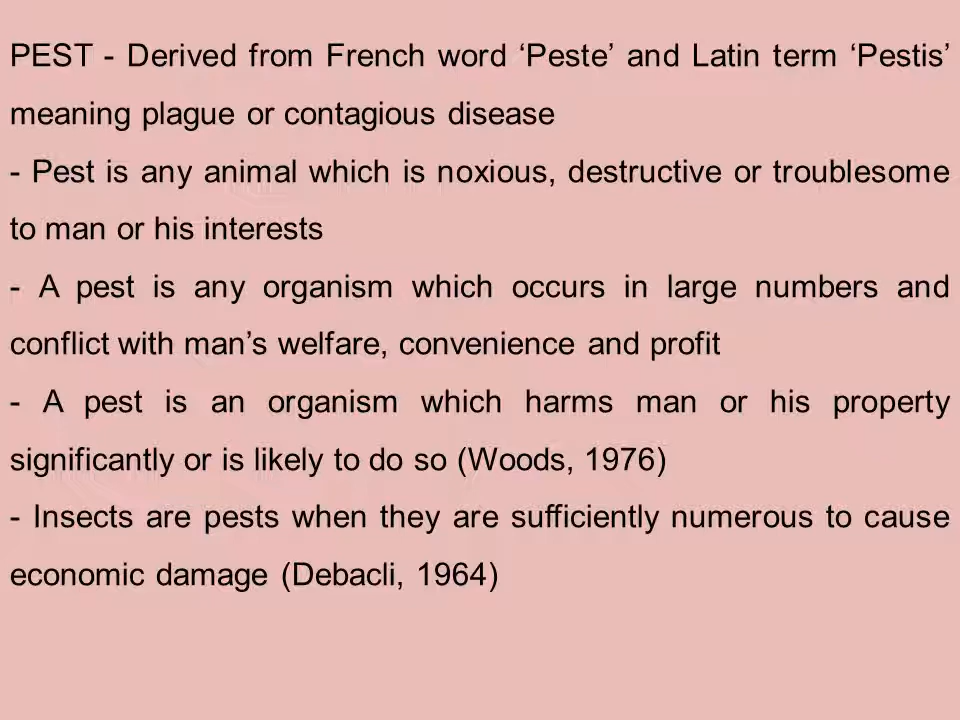 PEST - Derived from French word ‘Peste’ and Latin term ‘Pestis’
meaning plague or contagious disease
- Pest is any animal which is noxious, destructive or troublesome
to man or his interests
- A pest is any organism which occurs in large numbers and
conflict with man’s welfare, convenience and profit
- A pest is an organism which harms man or his property
significantly or is likely to do so (Woods, 1976)
- Insects are pests when they are sufficiently numerous to cause
economic damage (Debacli, 1964)